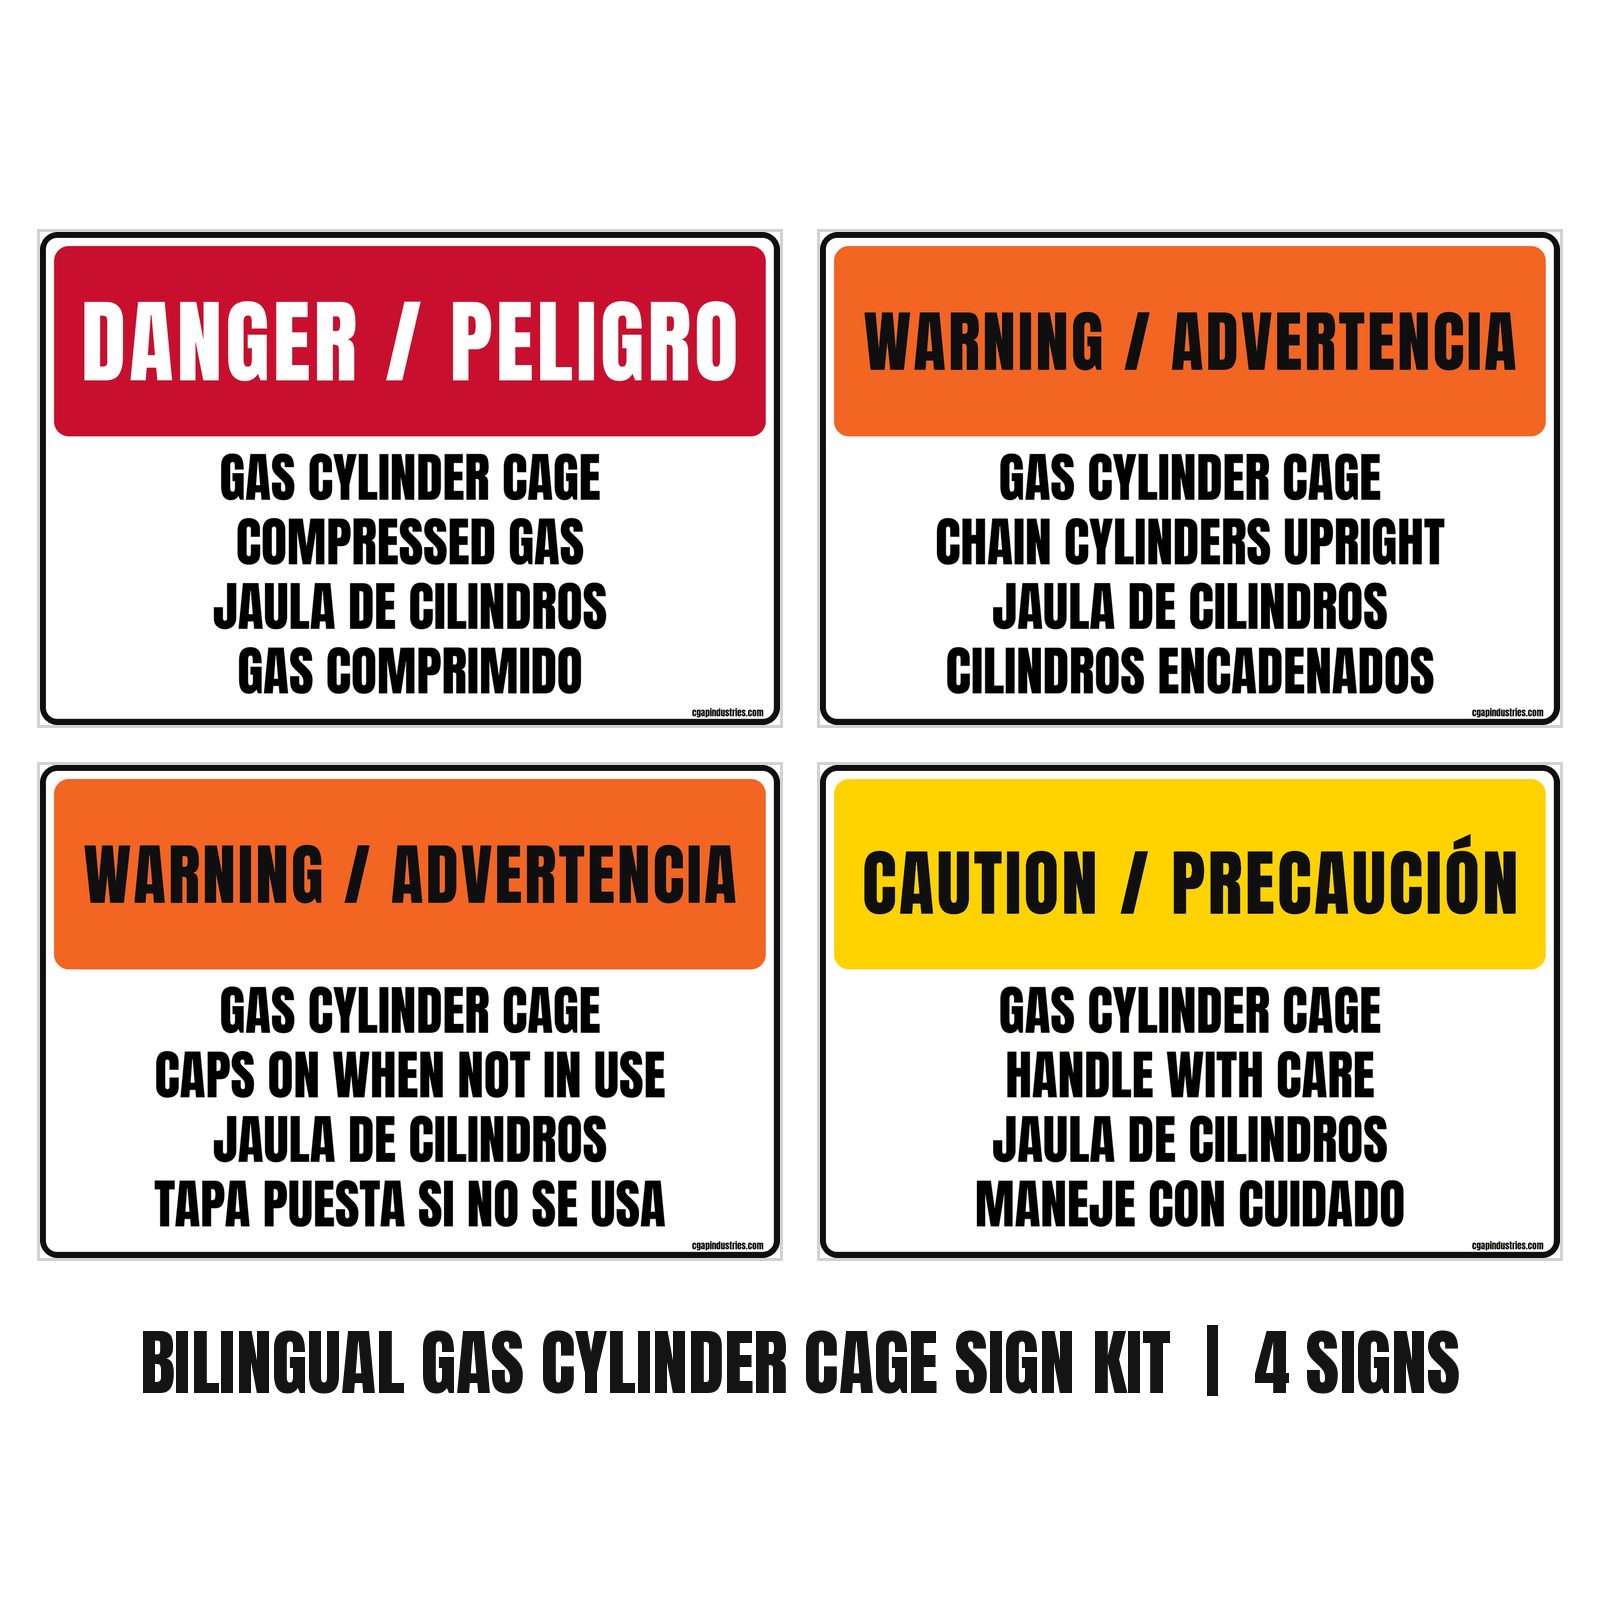 DANGER / PELIGRO
GAS CYLINDER CAGE
COMPRESSED GAS
JAULA DE CILINDROS
GAS COMPRIMIDO
cgapindustries.com
WARNING / ADVERTENCIA
GAS CYLINDER CAGE
CHAIN CYLINDERS UPRIGHT
JAULA DE CILINDROS
CILINDROS ENCADENADOS
cgapindustries.com
WARNING / ADVERTENCIA
GAS CYLINDER CAGE
CAPS ON WHEN NOT IN USE
JAULA DE CILINDROS
TAPA PUESTA SI NO SE USA
cgapindustries.com
CAUTION / PRECAUCIÓN
GAS CYLINDER CAGE
HANDLE WITH CARE
JAULA DE CILINDROS
MANEJE CON CUIDADO
cgapindustries.com
BILINGUAL GAS CYLINDER CAGE SIGN KIT | 4 SIGNS